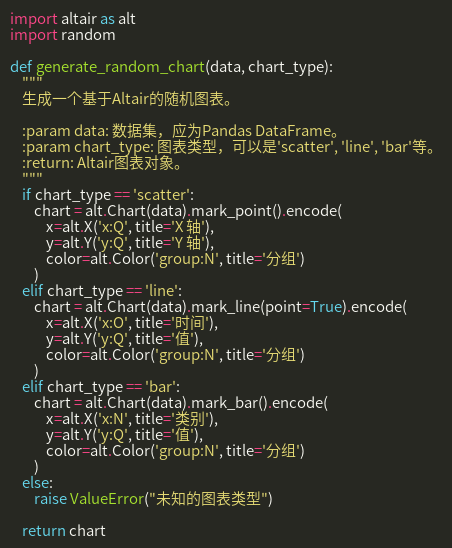 import altair as alt
import random

def generate_random_chart(data, chart_type):
    """
    生成一个基于Altair的随机图表。

    :param data: 数据集，应为Pandas DataFrame。
    :param chart_type: 图表类型，可以是'scatter', 'line', 'bar'等。
    :return: Altair图表对象。
    """
    if chart_type == 'scatter':
        chart = alt.Chart(data).mark_point().encode(
            x=alt.X('x:Q', title='X 轴'),
            y=alt.Y('y:Q', title='Y 轴'),
            color=alt.Color('group:N', title='分组')
        )
    elif chart_type == 'line':
        chart = alt.Chart(data).mark_line(point=True).encode(
            x=alt.X('x:O', title='时间'),
            y=alt.Y('y:Q', title='值'),
            color=alt.Color('group:N', title='分组')
        )
    elif chart_type == 'bar':
        chart = alt.Chart(data).mark_bar().encode(
            x=alt.X('x:N', title='类别'),
            y=alt.Y('y:Q', title='值'),
            color=alt.Color('group:N', title='分组')
        )
    else:
        raise ValueError("未知的图表类型")

    return chart